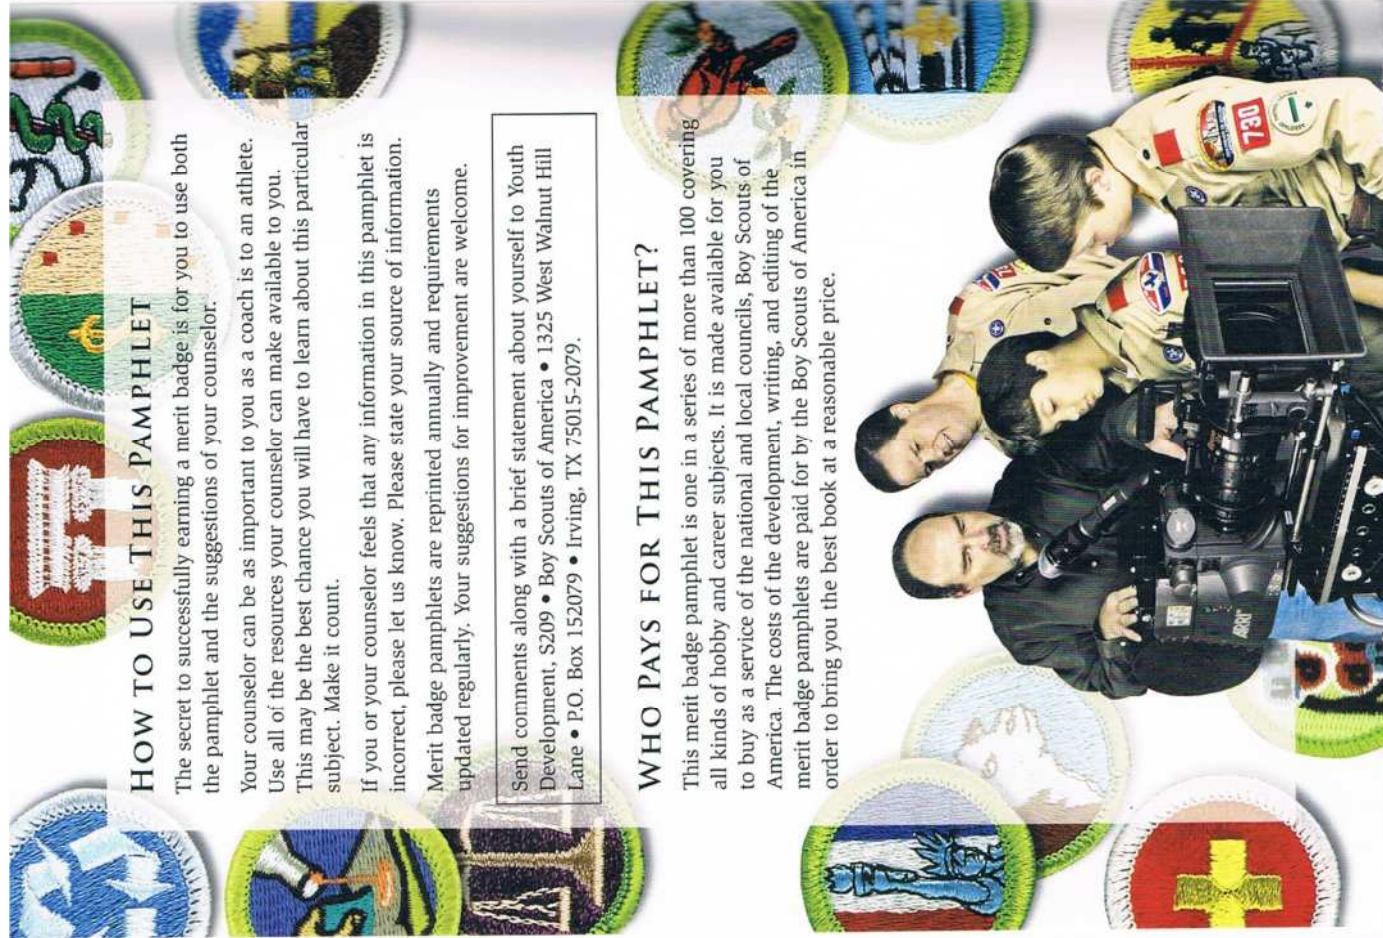 HOW TO USE THIS PAMPHLET
The secret to successfully earning a merit badge is for you to use both
the pamphlet and the suggestions of your counselor.
Your counselor can be as important to you as a coach is to an athlete.
Use all of the resources your counselor can make available to you.
This may be the best chance you will have to learn about this particular
subject. Make it count.
If you or your counselor feels that any information in this pamphlet is
incorrect, please let us know. Please state your source of information.
Merit badge pamphlets are reprinted annually and requirements
updated regularly. Your suggestions for improvement are welcome.
Send comments along with a brief statement about yourself to Youth
Development, S209 • Boy Scouts of America • 1325 West Walnut Hill
Lane • P.O. Box 152079 • Irving, TX 75015-2079.
WHO PAYS FOR THIS PAMPHLET?
This merit badge pamphlet is one in a series of more than 100 covering
all kinds of hobby and career subjects. It is made available for you
to buy as a service of the national and local councils, Boy Scouts of
America. The costs of the development, writing, and editing of the
merit badge pamphlets are paid for by the Boy Scouts of America in
order to bring you the best book at a reasonable price.
730
ARRI